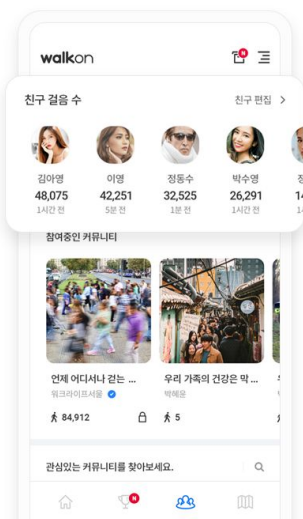 walkon
N
친구 걸음 수
친구 편집 >
김아영
이영
정동수
박수영
48,075
42,251
32,525
26,291
1시간 전
5분 전
1분 전
1시간 전
참여중인 커뮤니티
언제 어디서나 걷는 ...
우리 가족의 건강은 막 ...
워크라이프서울
박혜윤
84,912
5
관심있는 커뮤니티를 찾아보세요.
N